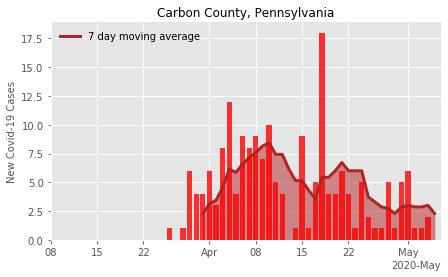 Carbon County, Pennsylvania
7 day moving average
New Covid-19 Cases
17.5
15.0
12.5
10.0
7.5
5.0
2.5
0.0
08
15
22
Apr
08
15
22
May
2020-May